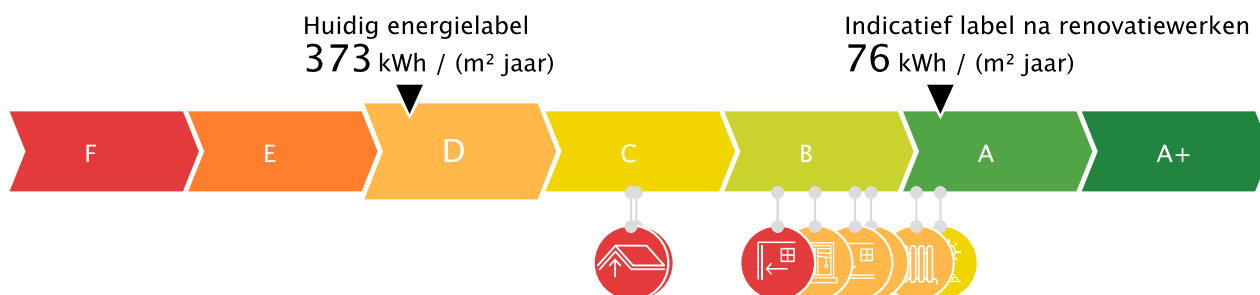 Huidig energielabel
373 kWh / (m² jaar)
Indicatief label na renovatiewerken
76 kWh / (m² jaar)
F E D C B A A+